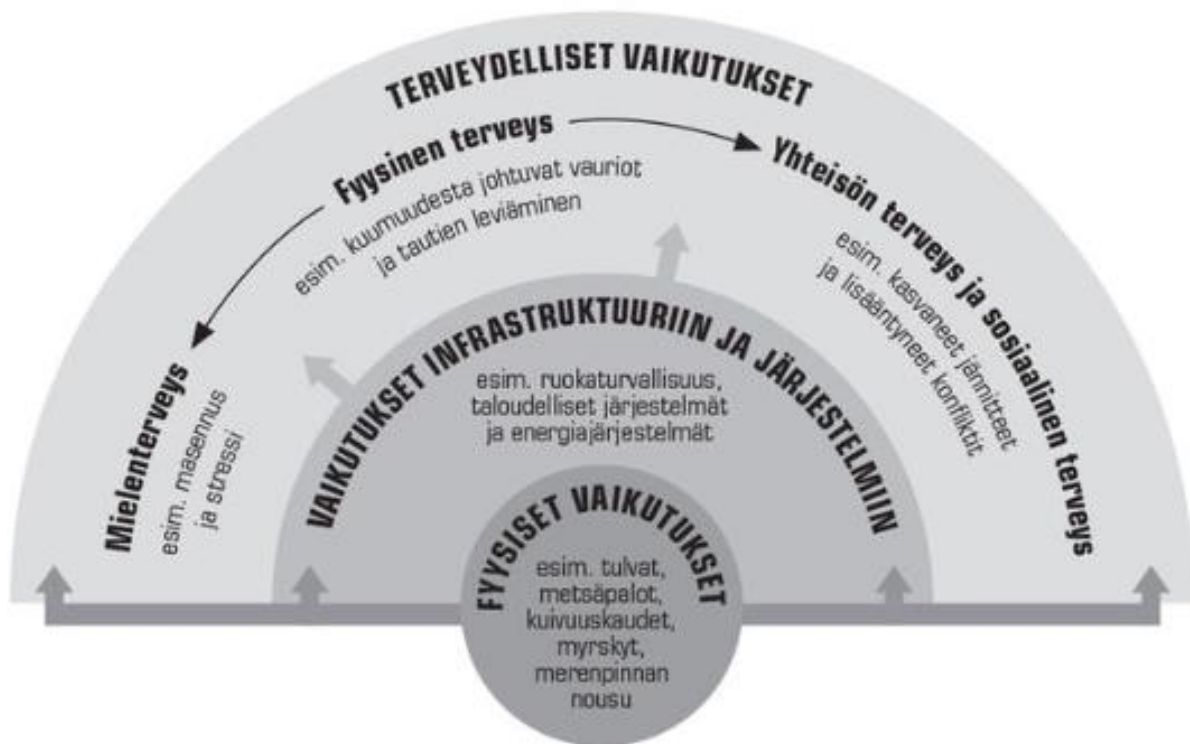 TERVEYDELLISET VAIKUTUKSET
Fyysinen terveys
esim. kuumuudesta johtuvat vauriot
ja tautien leviäminen
Yhteisön terveys ja sosiaalinen terveys
esim. kasvaneet jännitteet
ja lisääntyneet konfliktit
Mielenterveys
esim. masennus
ja stressi
VAIKUTUKSET INFRASTRUKTUURIIN JA JÄRJESTELMIIN
esim. ruokaturvallisuus,
taloudelliset järjestelmät
ja energiajärjestelmät
FYYSISET VAIKUTUKSET
esim. tulvat,
metsäpalot,
kuivuuskaudet,
myrskyt,
merenpinnan
nousu